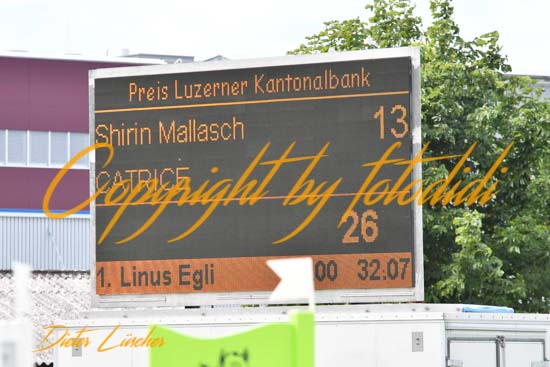 Preis Luzerner Kantonalbank
Shirin Mallasch 13
CATRICE
Copyright by fotodidi
26
1. Linus Egli 00 32.07
Dieter Lüscher